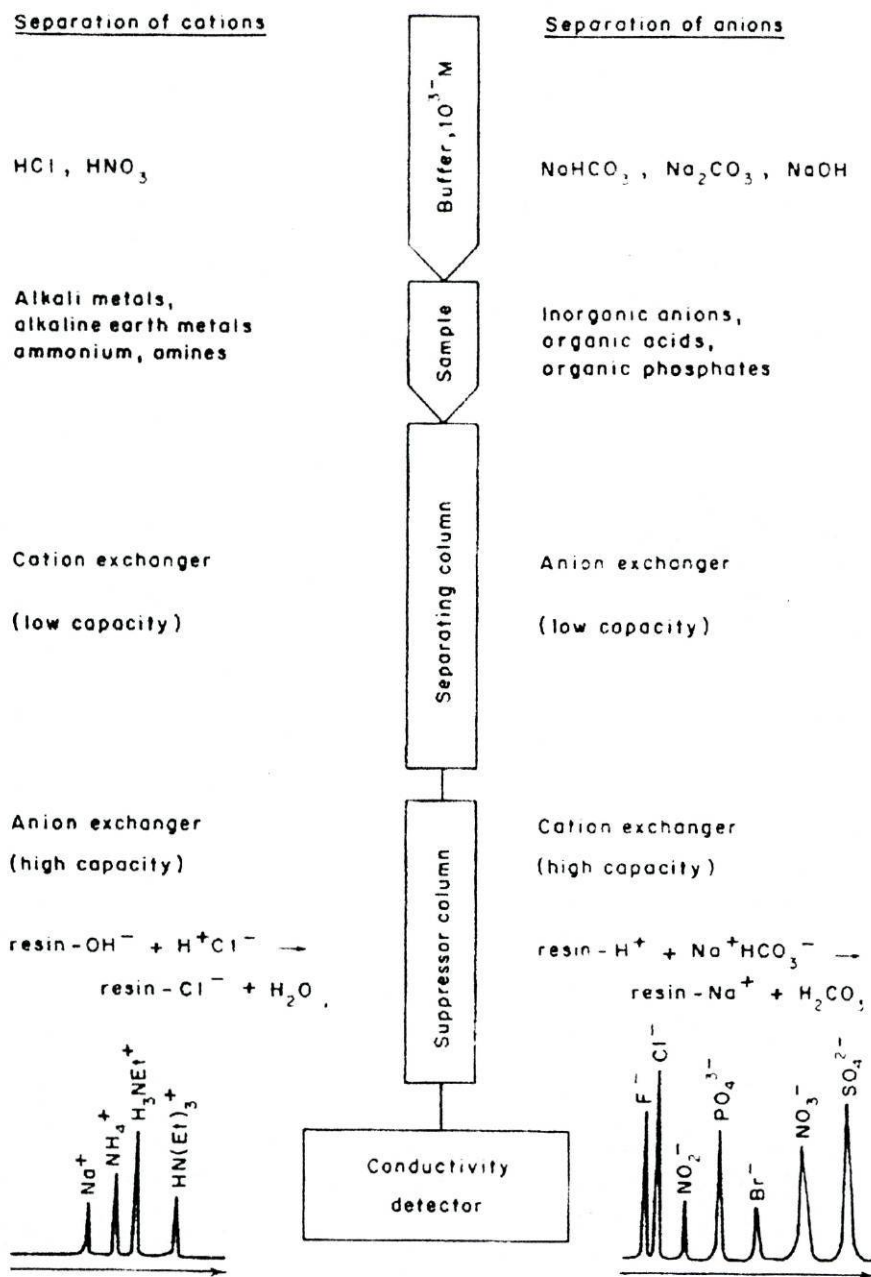 Separation of cations
HCl, HNO₃
Alkali metals,
alkaline earth metals
ammonium, amines
Cation exchanger
(low capacity)
Anion exchanger
(high capacity)
resin-OH⁻ + H⁺Cl⁻ →
resin-Cl⁻ + H₂O
Na⁺
NH₄⁺
H₃NEt⁺
HN(Et)₃⁺
Buffer, 10³⁻ M
Sample
Separating column
Suppressor column
Conductivity
detector
Separation of anions
NaHCO₃, Na₂CO₃, NaOH
Inorganic anions,
organic acids,
organic phosphates
Anion exchanger
(low capacity)
Cation exchanger
(high capacity)
resin-H⁺ + Na⁺HCO₃⁻ →
resin-Na⁺ + H₂CO₃
F⁻
Cl⁻
NO₂⁻
PO₄³⁻
Br⁻
NO₃⁻
SO₄²⁻